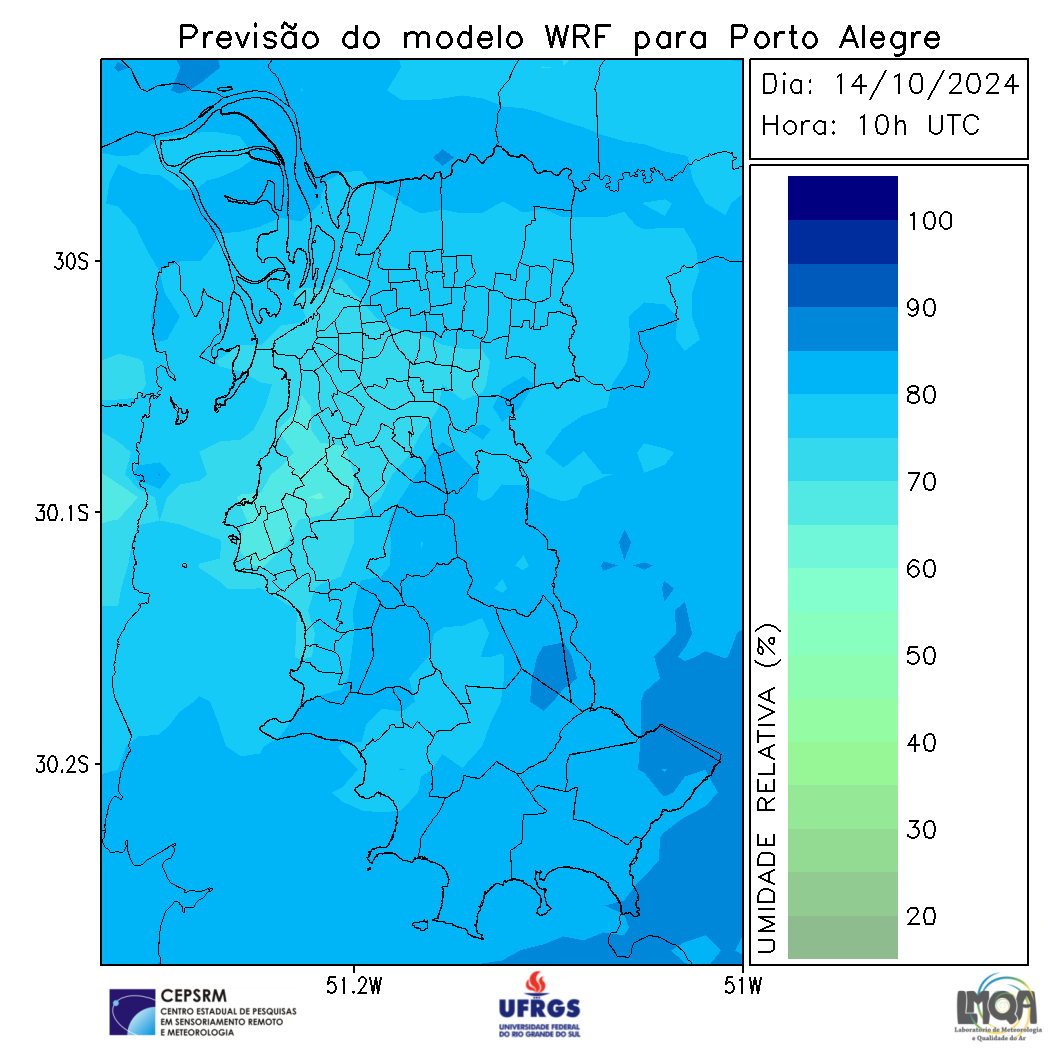 Previsão do modelo WRF para Porto Alegre
Dia: 14/10/2024
Hora: 10h UTC
30S
30.1S
30.2S
51.2W
51W
UMIDADE RELATIVA (%)
100
90
80
70
60
50
40
30
20
CEPSRM
CENTRO ESTADUAL DE PESQUISAS
EM SENSORIAMENTO REMOTO
E METEOROLOGIA
UFRGS
UNIVERSIDADE FEDERAL
DO RIO GRANDE DO SUL
LMQA
Laboratório de Meteorologia
e Qualidade do Ar